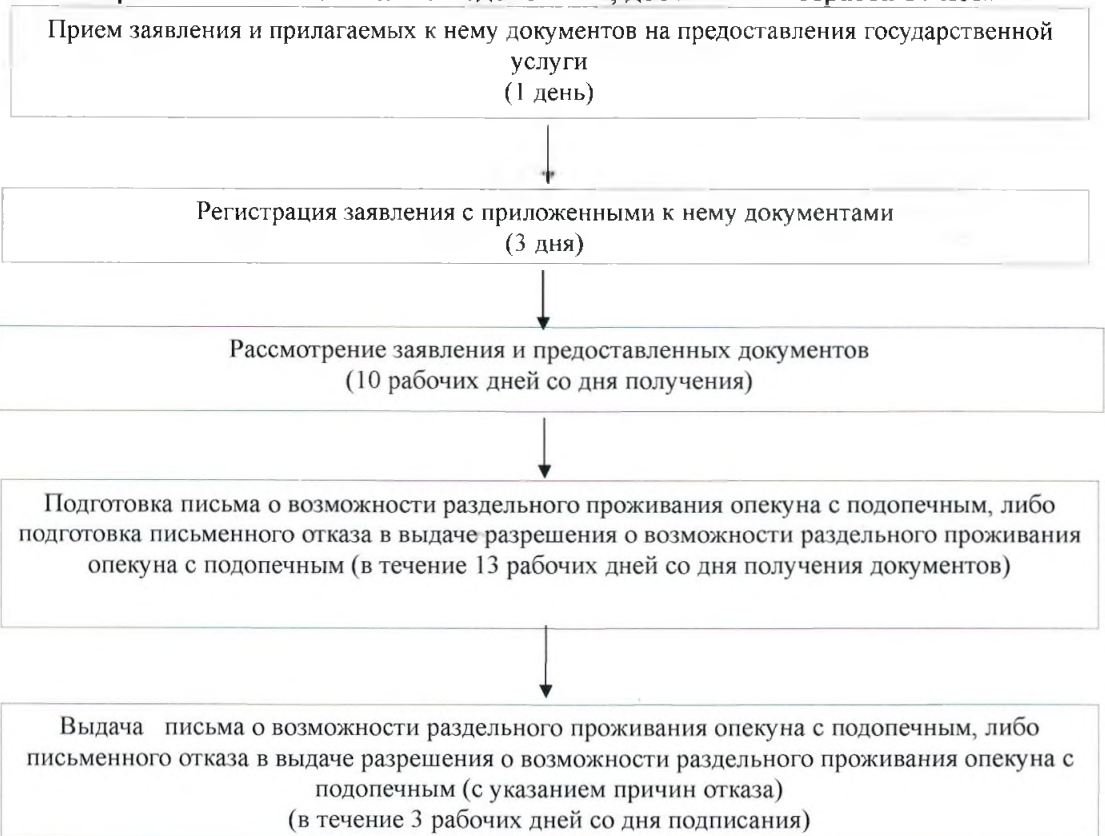 Прием заявления и прилагаемых к нему документов на предоставления государственной
услуги
(1 день)
Регистрация заявления с приложенными к нему документами
(3 дня)
Рассмотрение заявления и предоставленных документов
(10 рабочих дней со дня получения)
Подготовка письма о возможности раздельного проживания опекуна с подопечным, либо
подготовка письменного отказа в выдаче разрешения о возможности раздельного проживания
опекуна с подопечным (в течение 13 рабочих дней со дня получения документов)
Выдача письма о возможности раздельного проживания опекуна с подопечным, либо
письменного отказа в выдаче разрешения о возможности раздельного проживания опекуна с
подопечным (с указанием причин отказа)
(в течение 3 рабочих дней со дня подписания)